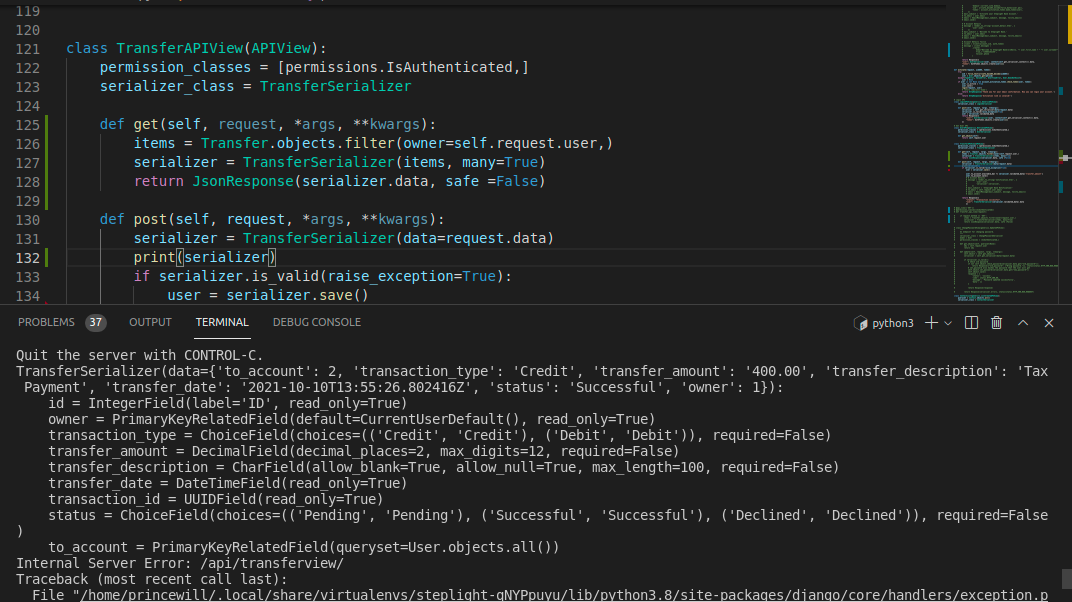 119
120
121 class TransferAPIView(APIView):
122 permission_classes = [permissions.IsAuthenticated,]
123 serializer_class = TransferSerializer
124
125 def get(self, request, *args, **kwargs):
126 items = Transfer.objects.filter(owner=self.request.user,)
127 serializer = TransferSerializer(items, many=True)
128 return JsonResponse(serializer.data, safe =False)
129
130 def post(self, request, *args, **kwargs):
131 serializer = TransferSerializer(data=request.data)
132 print(serializer)
133 if serializer.is_valid(raise_exception=True):
134 user = serializer.save()
PROBLEMS 37 OUTPUT TERMINAL DEBUG CONSOLE python3
Quit the server with CONTROL-C.
TransferSerializer(data={'to_account': 2, 'transaction_type': 'Credit', 'transfer_amount': '400.00', 'transfer_description': 'Tax
Payment', 'transfer_date': '2021-10-10T13:55:26.802416Z', 'status': 'Successful', 'owner': 1}):
id = IntegerField(label='ID', read_only=True)
owner = PrimaryKeyRelatedField(default=CurrentUserDefault(), read_only=True)
transaction_type = ChoiceField(choices=(('Credit', 'Credit'), ('Debit', 'Debit')), required=False)
transfer_amount = DecimalField(decimal_places=2, max_digits=12, required=False)
transfer_description = CharField(allow_blank=True, allow_null=True, max_length=100, required=False)
transfer_date = DateTimeField(read_only=True)
transaction_id = UUIDField(read_only=True)
status = ChoiceField(choices=(('Pending', 'Pending'), ('Successful', 'Successful'), ('Declined', 'Declined')), required=False
)
to_account = PrimaryKeyRelatedField(queryset=User.objects.all())
Internal Server Error: /api/transferview/
Traceback (most recent call last):
File "/home/princewill/.local/share/virtualenvs/steplight-qNYPpuyu/lib/python3.8/site-packages/django/core/handlers/exception.p